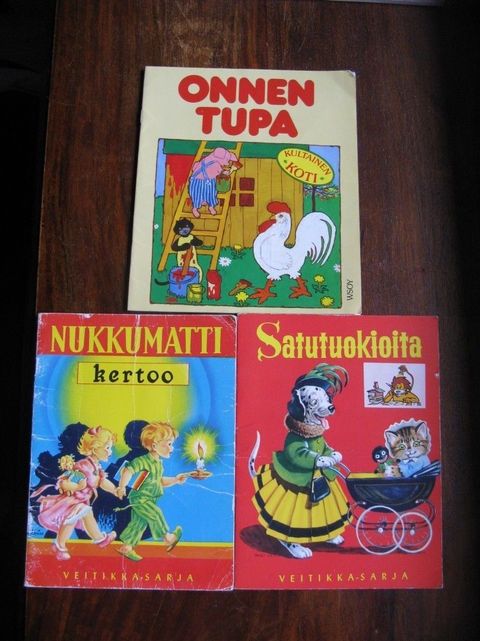 ONNEN
TUPA
KULTAINEN
KOTI
WSOY
NUKKUMATTI
kertoo
VEITIKKA-SARJA
Satutuokioita
VEITIKKA-SARJA